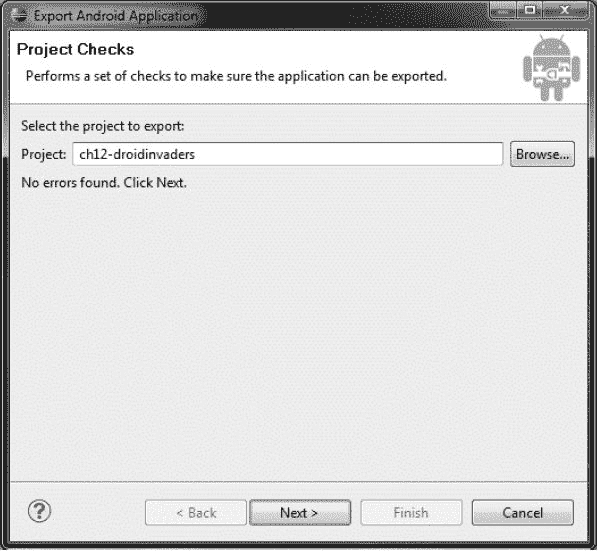 Export Android Application
Project Checks
Performs a set of checks to make sure the application can be exported.
Select the project to export:
Project: ch12-droidinvaders Browse...
No errors found. Click Next.
? < Back Next > Finish Cancel